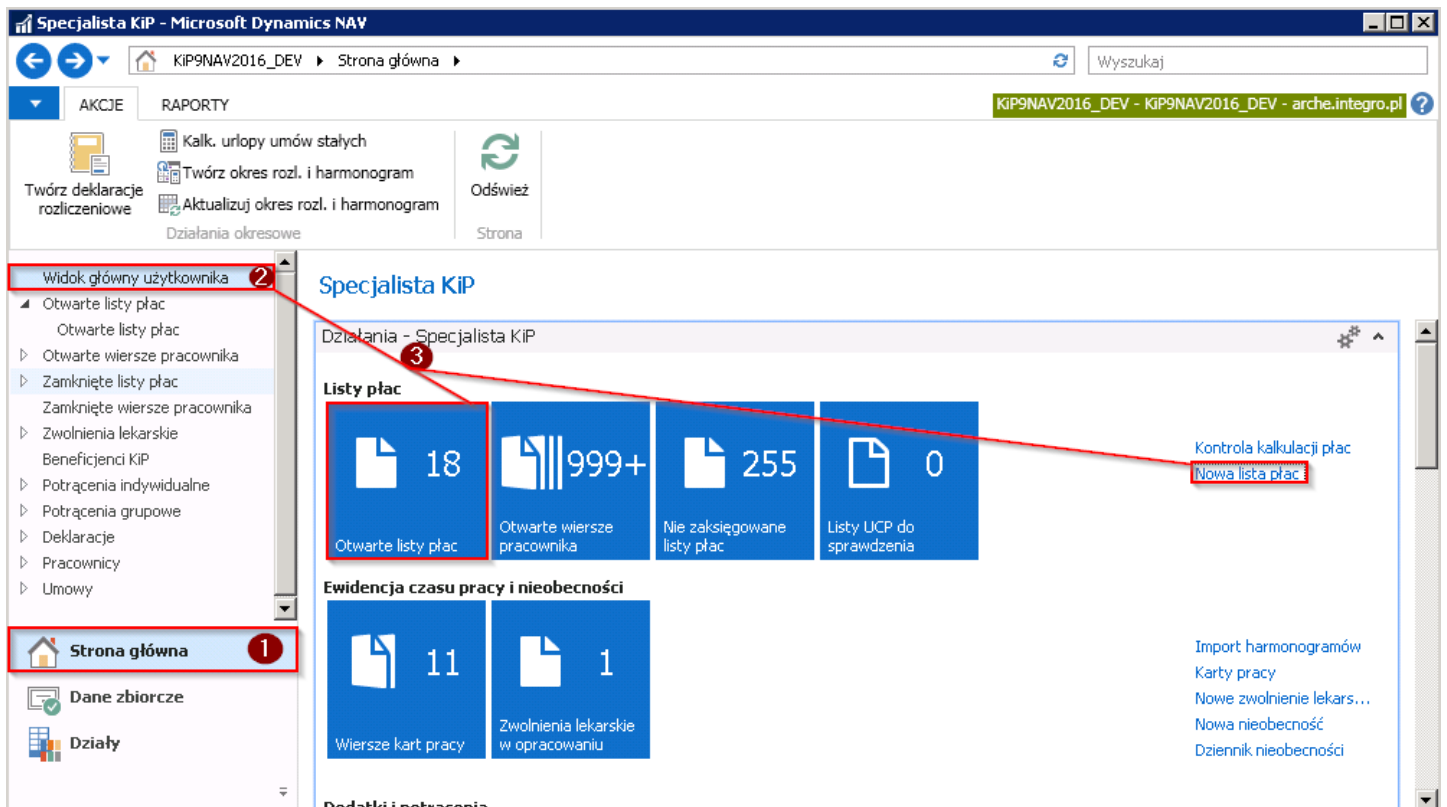 Specjalista KiP - Microsoft Dynamics NAV
KiP9NAV2016_DEV Strona główna
Wyszukaj
AKCJE RAPORTY
KiP9NAV2016_DEV - KiP9NAV2016_DEV - arche.integro.pl ?
Twórz deklaracje
rozliczeniowe
Kalk. urlopy umów stałych
Twórz okres rozl. i harmonogram
Aktualizuj okres rozl. i harmonogram
Odśwież
Działania okresowe
Strona
Widok główny użytkownika 2
Otwarte listy płac
Otwarte listy płac
Otwarte wiersze pracownika
Zamknięte listy płac
Zamknięte wiersze pracownika
Zwolnienia lekarskie
Beneficjenci KiP
Potrącenia indywidualne
Potrącenia grupowe
Deklaracje
Pracownicy
Umowy
Strona główna 1
Dane zbiorcze
Działy
Specjalista KiP
Działania - Specjalista KiP
3
Listy płac
18
Otwarte listy płac
999+
Otwarte wiersze
pracownika
255
Nie zaksięgowane
listy płac
0
Listy UCP do
sprawdzenia
Kontrola kalkulacji płac
Nowa lista płac
Ewidencja czasu pracy i nieobecności
11
Wiersze kart pracy
1
Zwolnienia lekarskie
w opracowaniu
Import harmonogramów
Karty pracy
Nowe zwolnienie lekars...
Nowa nieobecność
Dziennik nieobecności
Dodatki i potrącenia